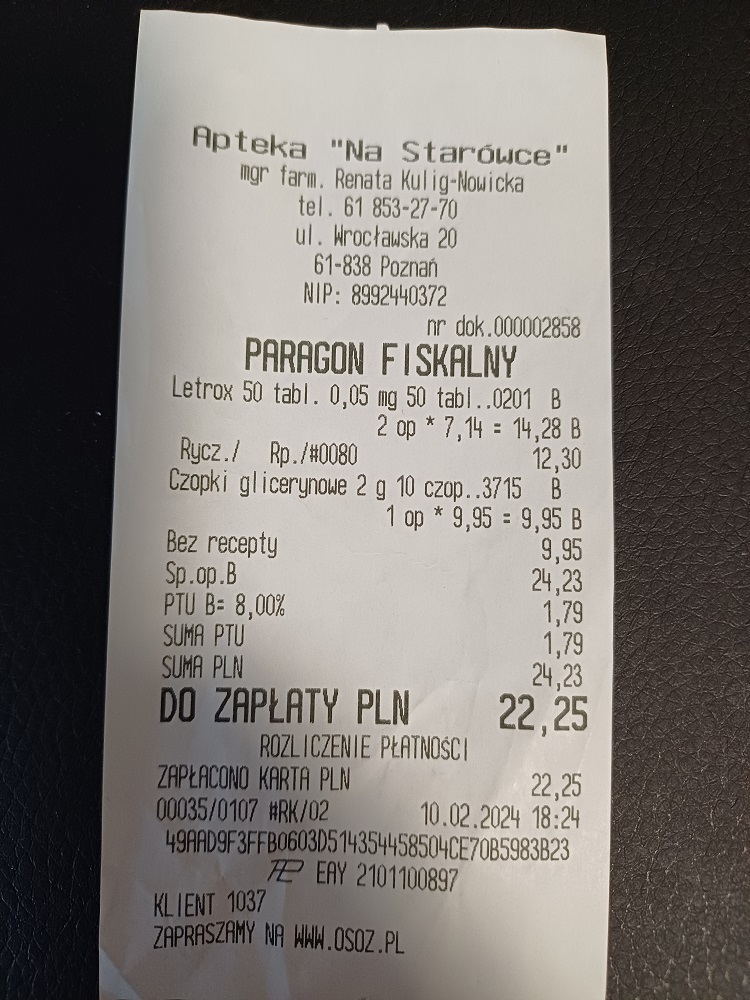 Apteka "Na Starówce"
mgr farm. Renata Kulig-Nowicka
tel. 61 853-27-70
ul. Wrocławska 20
61-838 Poznań
NIP: 8992440372
nr dok.000002858
PARAGON FISKALNY
Letrox 50 tabl. 0,05 mg 50 tabl..0201 B
2 op * 7,14 = 14,28 B
Rycz./ Rp./#0080 12,30
Czopki glicerynowe 2 g 10 czop..3715 B
1 op * 9,95 = 9,95 B
Bez recepty 9,95
Sp.op.B 24,23
PTU B= 8,00% 1,79
SUMA PTU 1,79
SUMA PLN 24,23
DO ZAPŁATY PLN 22,25
ROZLICZENIE PŁATNOŚCI
ZAPŁACONO KARTA PLN 22,25
00035/0107 #RK/02 10.02.2024 18:24
49AAD9F3FFB0603D514354458504CE70B5983B23
EAY 2101100897
KLIENT 1037
ZAPRASZAMY NA WWW.OSOZ.PL